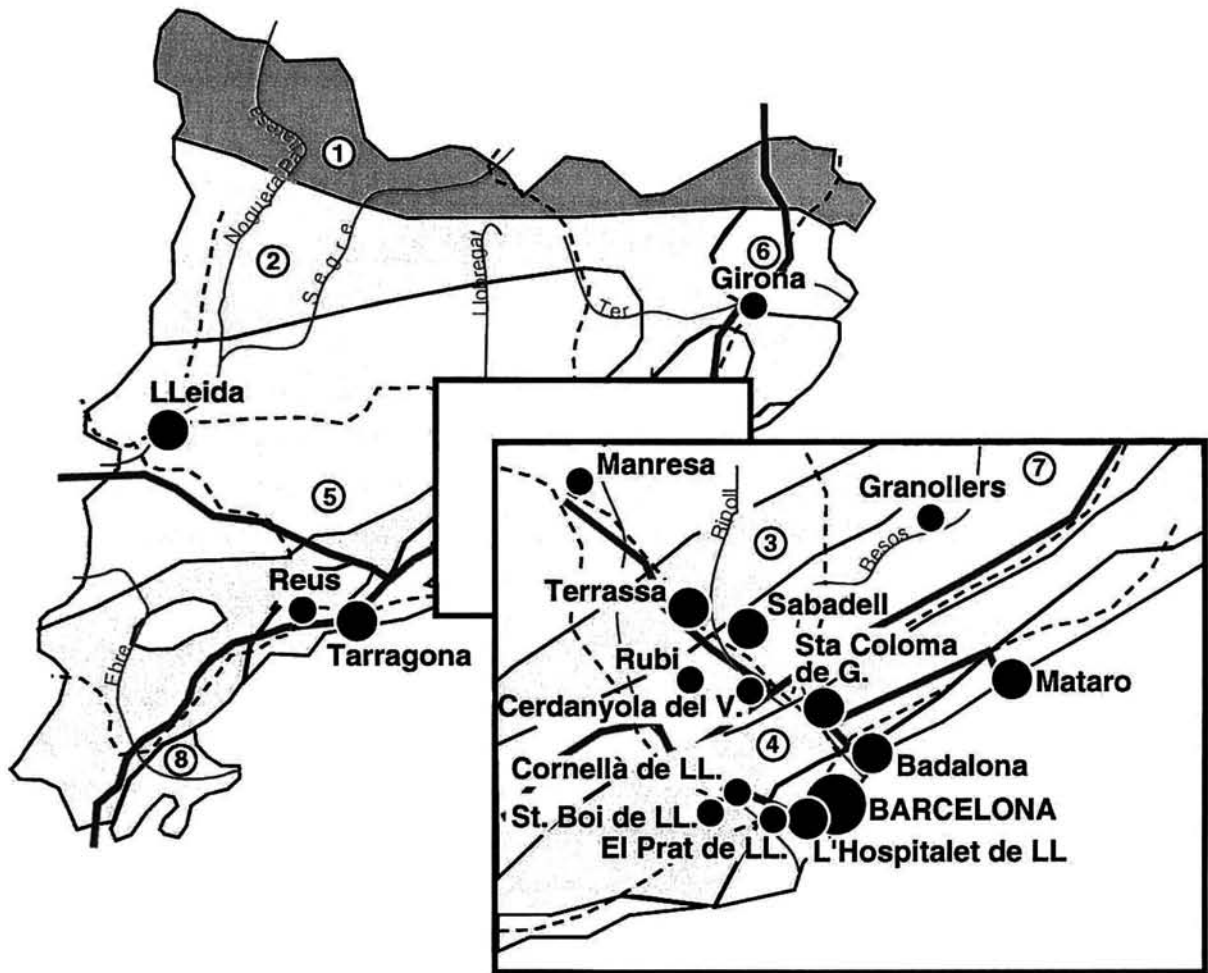 1
Noguera Pallaresa
2
Segre
Llobregat
Ter
6
Girona
LLeida
5
Reus
Tarragona
Ebre
8
Manresa
Ripoll
Granollers
7
Besos
3
Terrassa
Sabadell
Sta Coloma
de G.
Rubi
Mataro
Cerdanyola del V.
4
Cornellà de LL.
Badalona
St. Boi de LL.
BARCELONA
El Prat de LL.
L'Hospitalet de LL